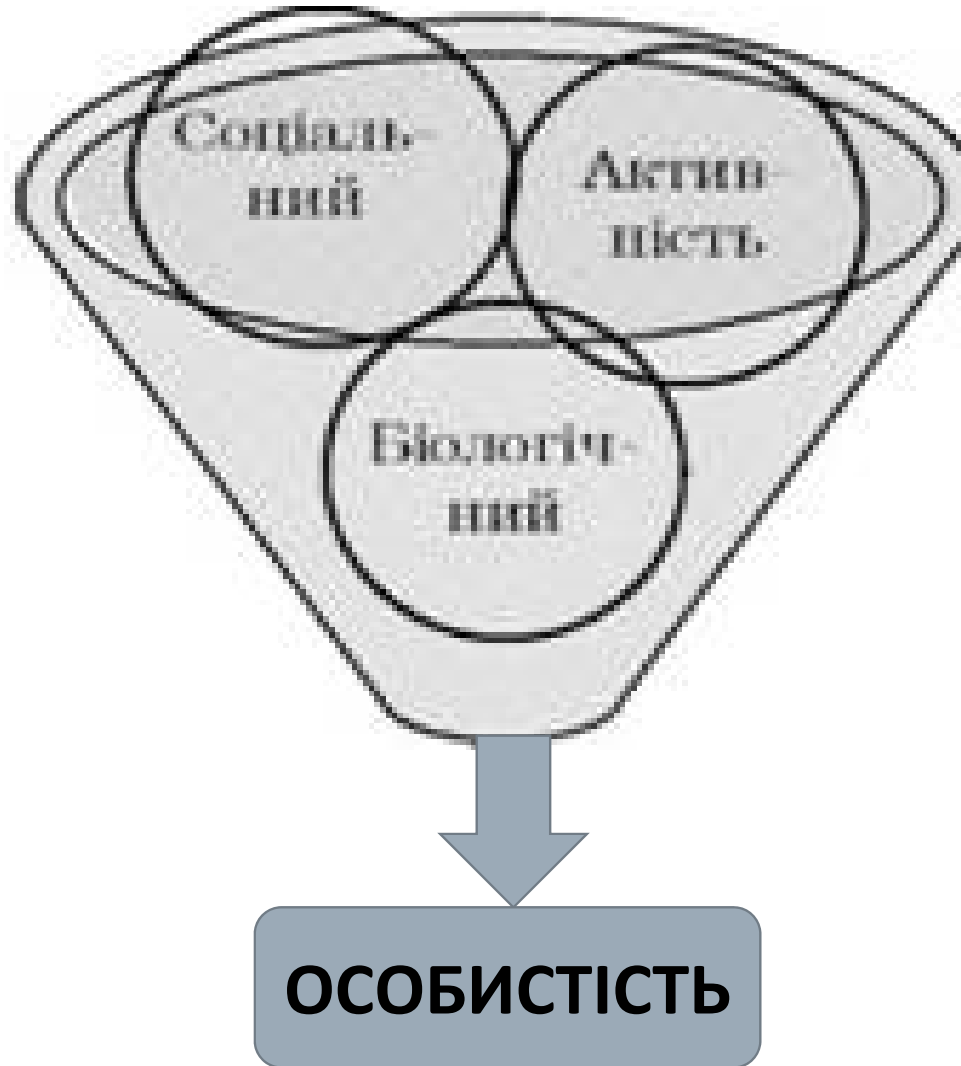 Соціаль-
ний
Актив-
ність
Біологіч-
ний
ОСОБИСТІСТЬ